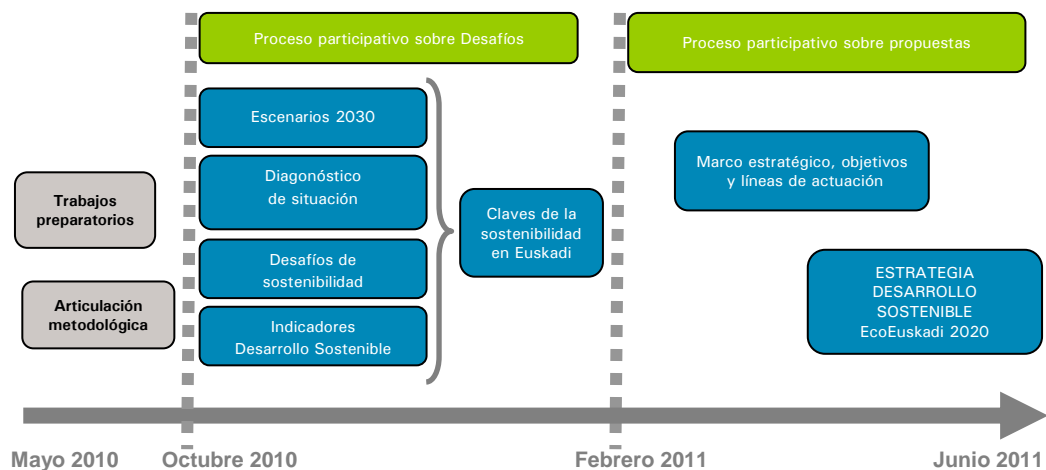 Proceso participativo sobre Desafíos
Proceso participativo sobre propuestas
Escenarios 2030
Diagonóstico
de situación
Desafíos de
sostenibilidad
Indicadores
Desarrollo Sostenible
Trabajos
preparatorios
Articulación
metodológica
Claves de la
sostenibilidad
en Euskadi
Marco estratégico, objetivos
y líneas de actuación
ESTRATEGIA
DESARROLLO
SOSTENIBLE
EcoEuskadi 2020
Mayo 2010
Octubre 2010
Febrero 2011
Junio 2011